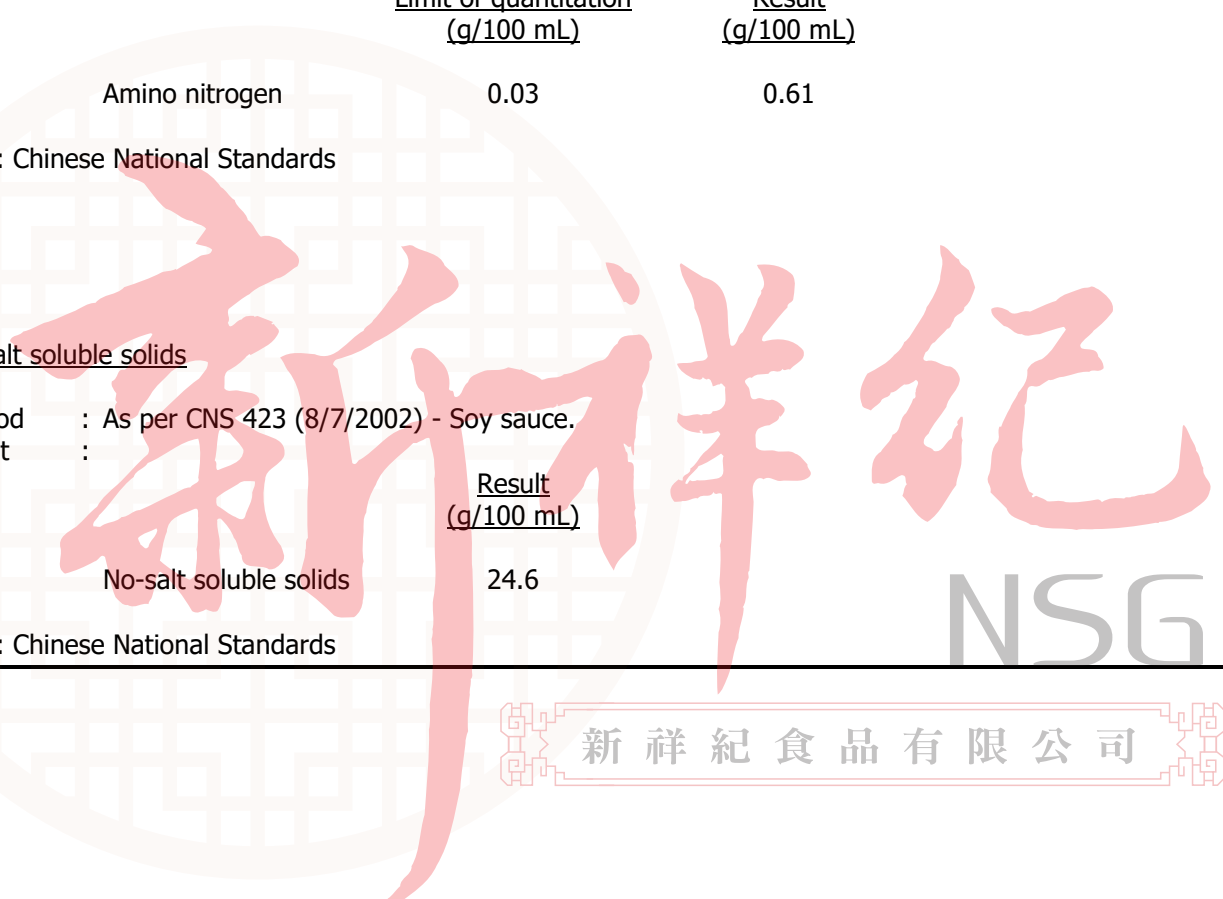 Limit of quantitation Result
(g/100 mL) (g/100 mL)
Amino nitrogen 0.03 0.61
: Chinese National Standards
alt soluble solids
od : As per CNS 423 (8/7/2002) - Soy sauce.
t :
Result
(g/100 mL)
No-salt soluble solids 24.6
: Chinese National Standards
新祥纪
NSG
新祥紀食品有限公司